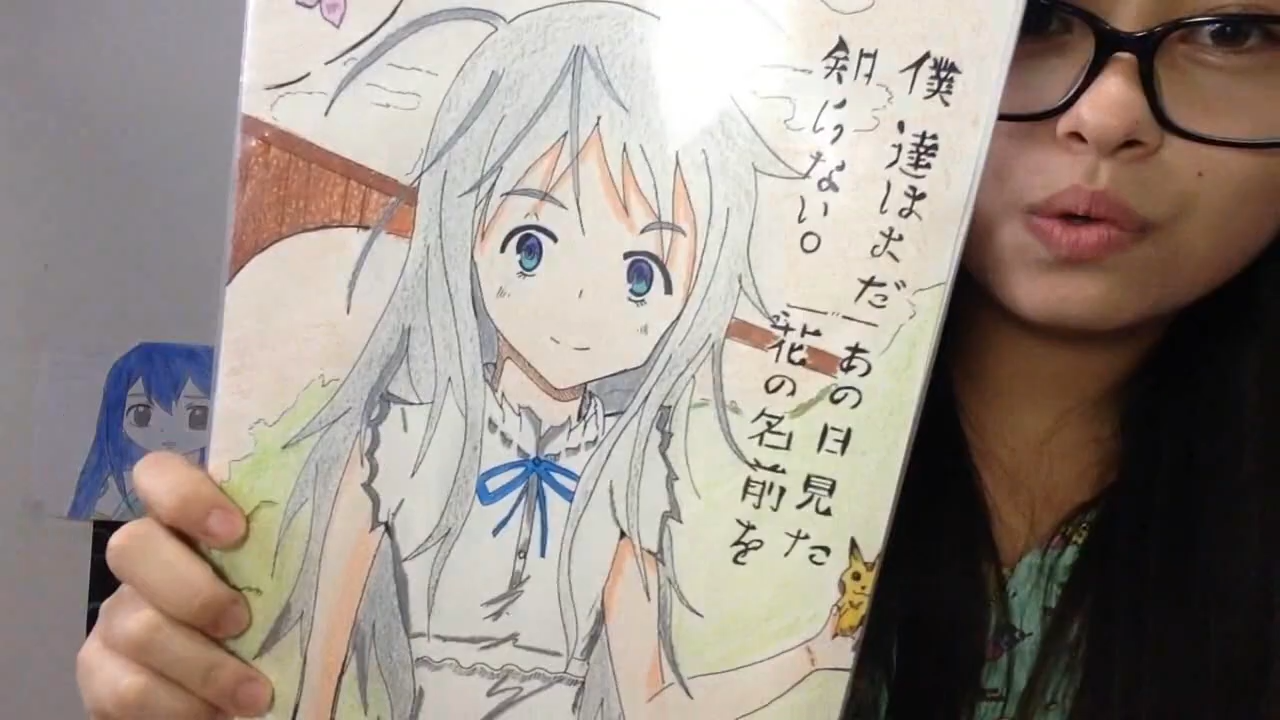 あの日見た
花の名前を
僕達はまだ
知らない。